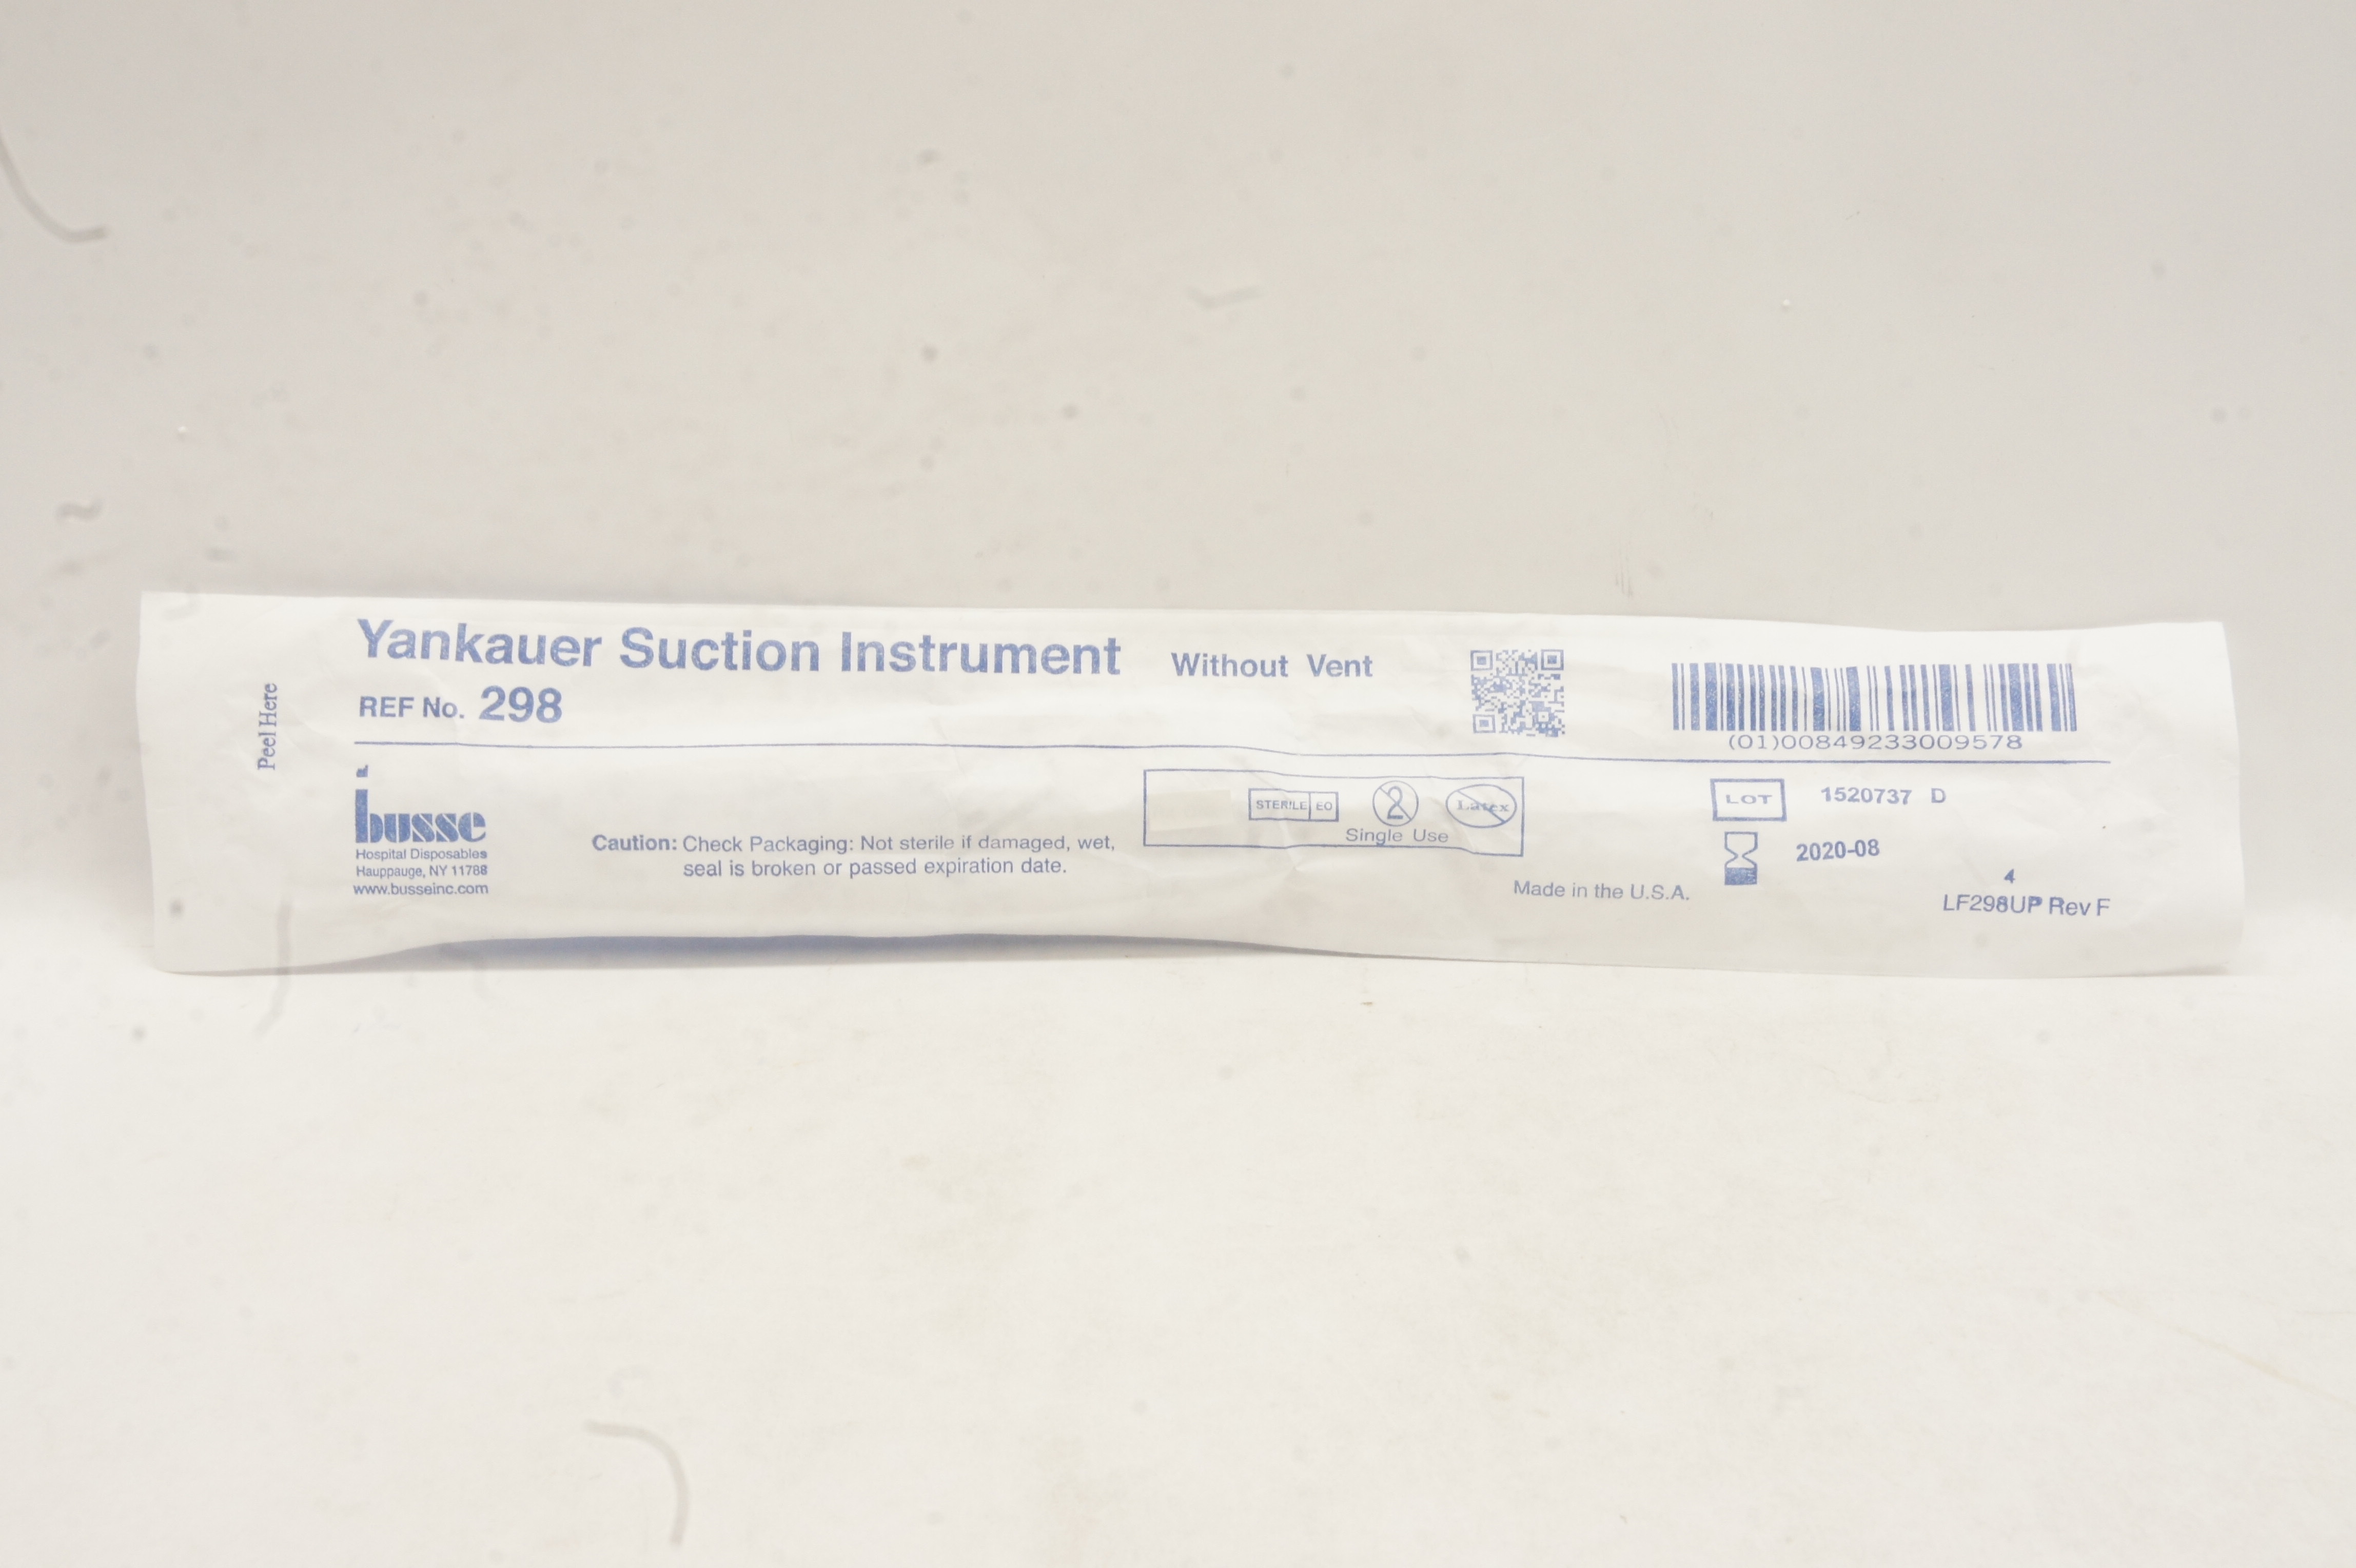 Yankauer Suction Instrument Without Vent
REF No. 298
(01)00849233009578
Peel Here
busse
Hospital Disposables
Hauppauge, NY 11788
www.busseinc.com
Caution: Check Packaging: Not sterile if damaged, wet,
seal is broken or passed expiration date.
STERILE EO
2
Latex
Single Use
Made in the U.S.A.
LOT 1520737 D
2020-08
4
LF298UP Rev F